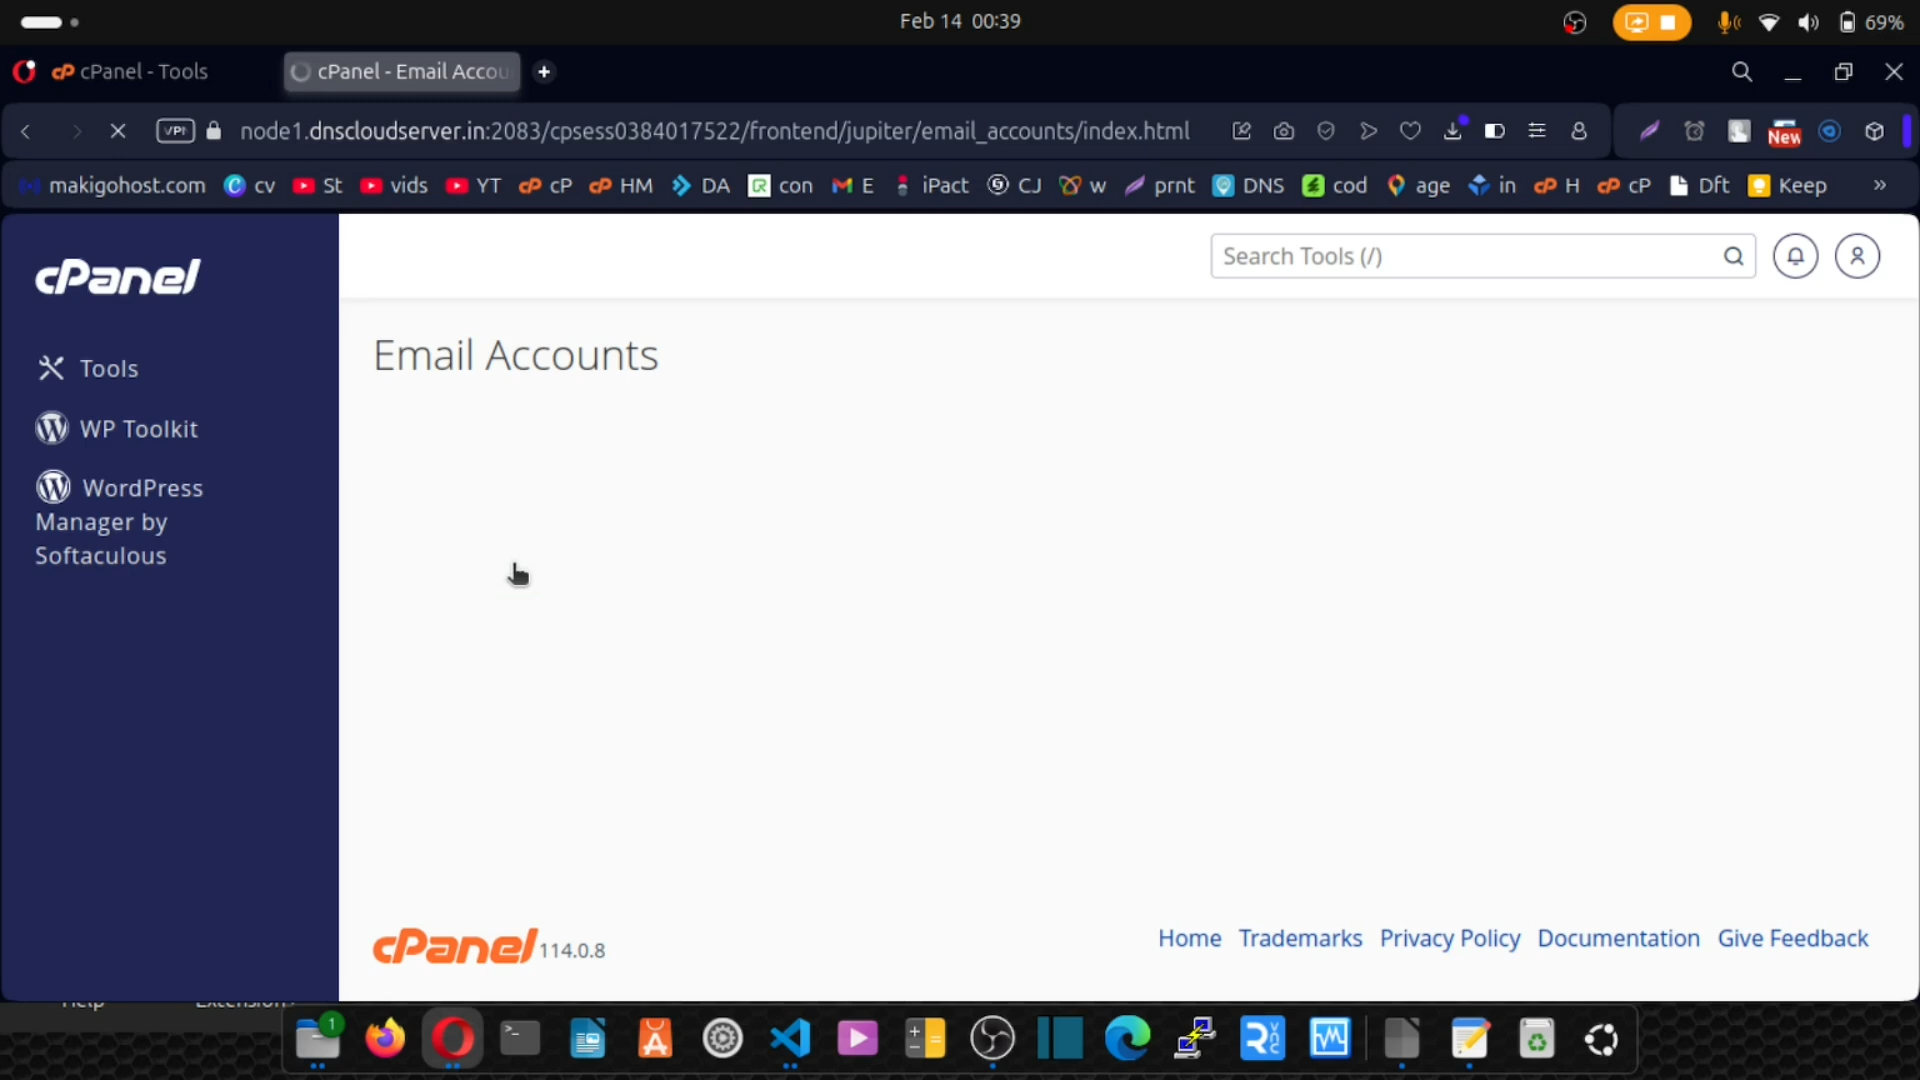 Feb 14 00:39
69%
cPanel - Tools
cPanel - Email Accou
VPN
node1.dnscloudserver.in:2083/cpsess0384017522/frontend/jupiter/email_accounts/index.html
New
makigohost.com
cv
St
vids
YT
cP
HM
DA
con
E
iPact
CJ
w
prnt
DNS
cod
age
in
H
cP
Dft
Keep
»
cPanel
Search Tools (/)
Email Accounts
Tools
WP Toolkit
WordPress
Manager by
Softaculous
cPanel 114.0.8
Home
Trademarks
Privacy Policy
Documentation
Give Feedback
Help
1